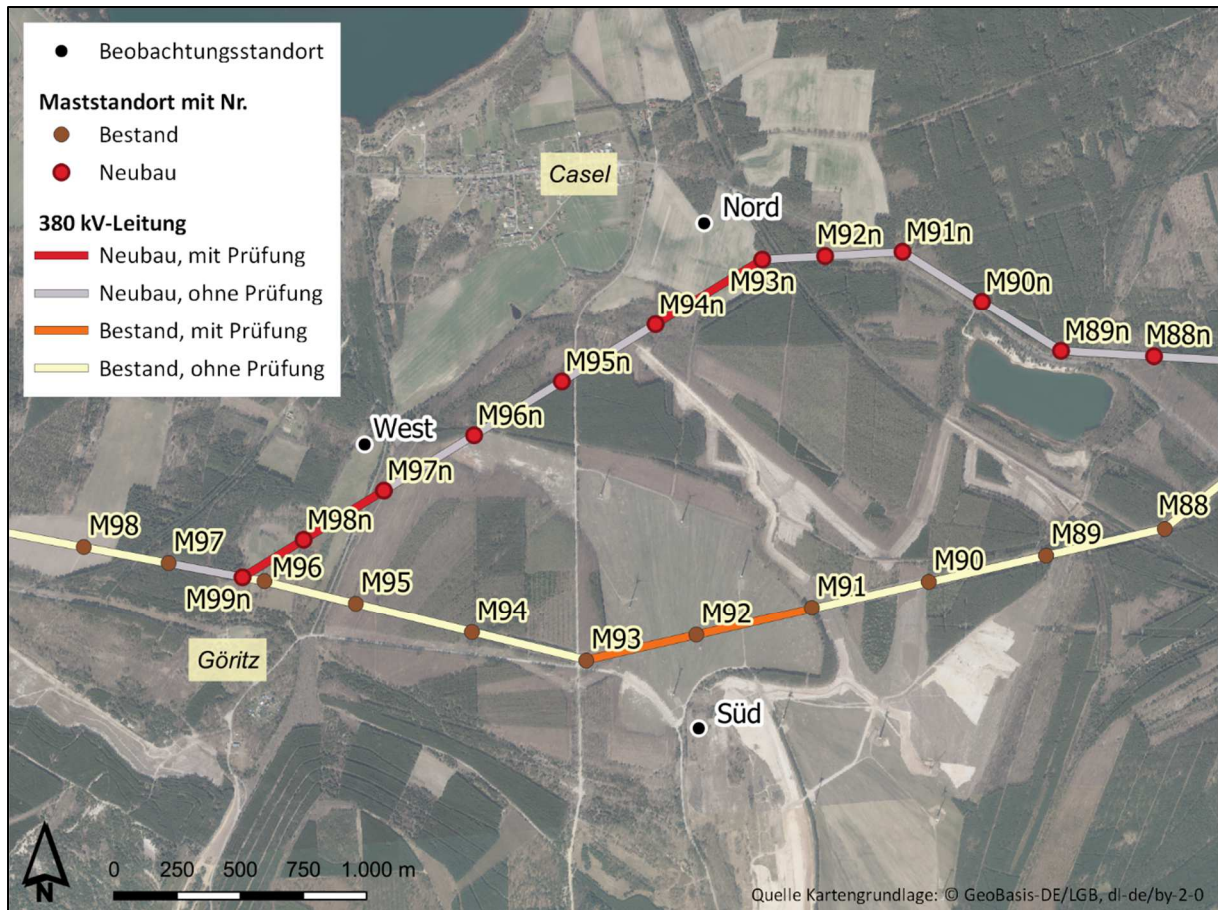 Beobachtungsstandort
Maststandort mit Nr.
Bestand
Neubau
380 kV-Leitung
Neubau, mit Prüfung
Neubau, ohne Prüfung
Bestand, mit Prüfung
Bestand, ohne Prüfung
Casel
Nord
M92n
M91n
M93n
M90n
M94n
M89n
M88n
M95n
West
M96n
M97n
M98n
M98
M97
M96
M99n
M95
M94
M93
M92
M91
M90
M89
M88
Göritz
Süd
N
0 250 500 750 1.000 m
Quelle Kartengrundlage: © GeoBasis-DE/LGB, dl-de/by-2-0